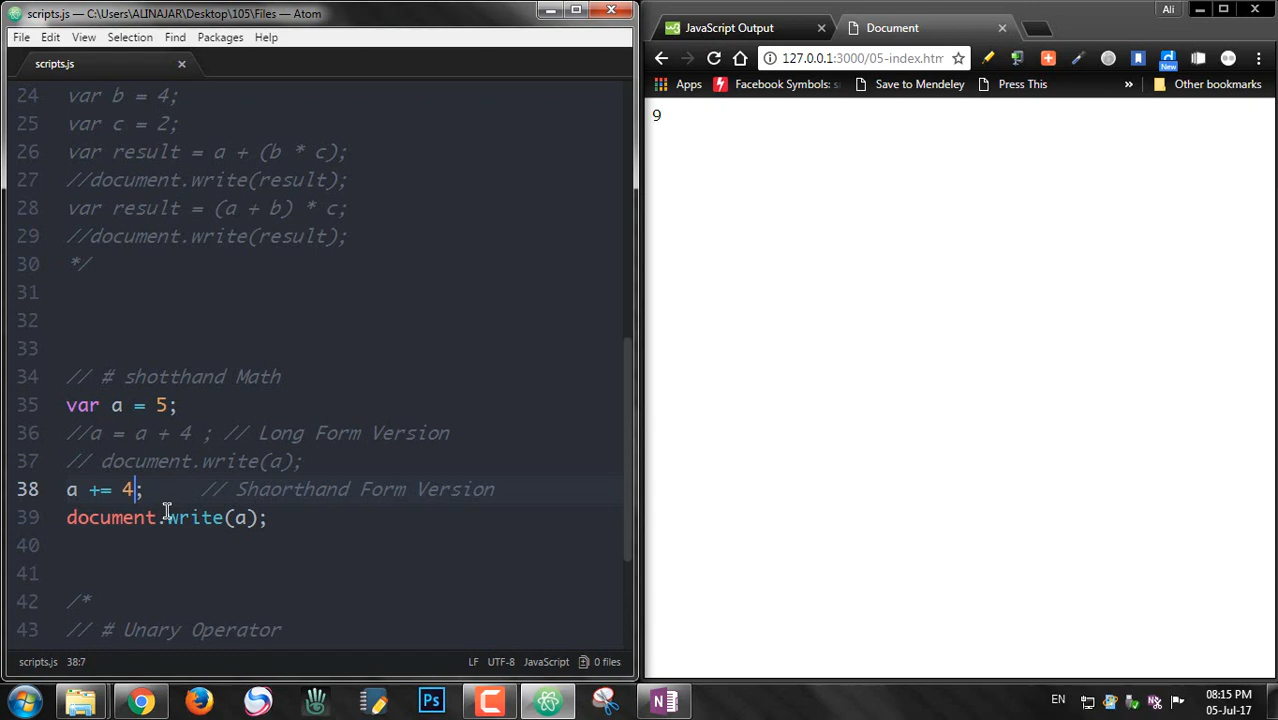 scripts.js — C:\Users\ALINAJAR\Desktop\105\Files — Atom
File Edit View Selection Find Packages Help
scripts.js
24 var b = 4;
25 var c = 2;
26 var result = a + (b * c);
27 //document.write(result);
28 var result = (a + b) * c;
29 //document.write(result);
30 */
31
32
33
34 // # shotthand Math
35 var a = 5;
36 //a = a + 4 ; // Long Form Version
37 // document.write(a);
38 a += 4; // Shaorthand Form Version
39 document.write(a);
40
41
42 /*
43 // # Unary Operator
scripts.js 38:7 LF UTF-8 JavaScript 0 files
Ali
w3 JavaScript Output Document
127.0.0.1:3000/05-index.htm
New
Apps Facebook Symbols: s Save to Mendeley Press This » Other bookmarks
9
Ps N EN 08:15 PM
05-Jul-17